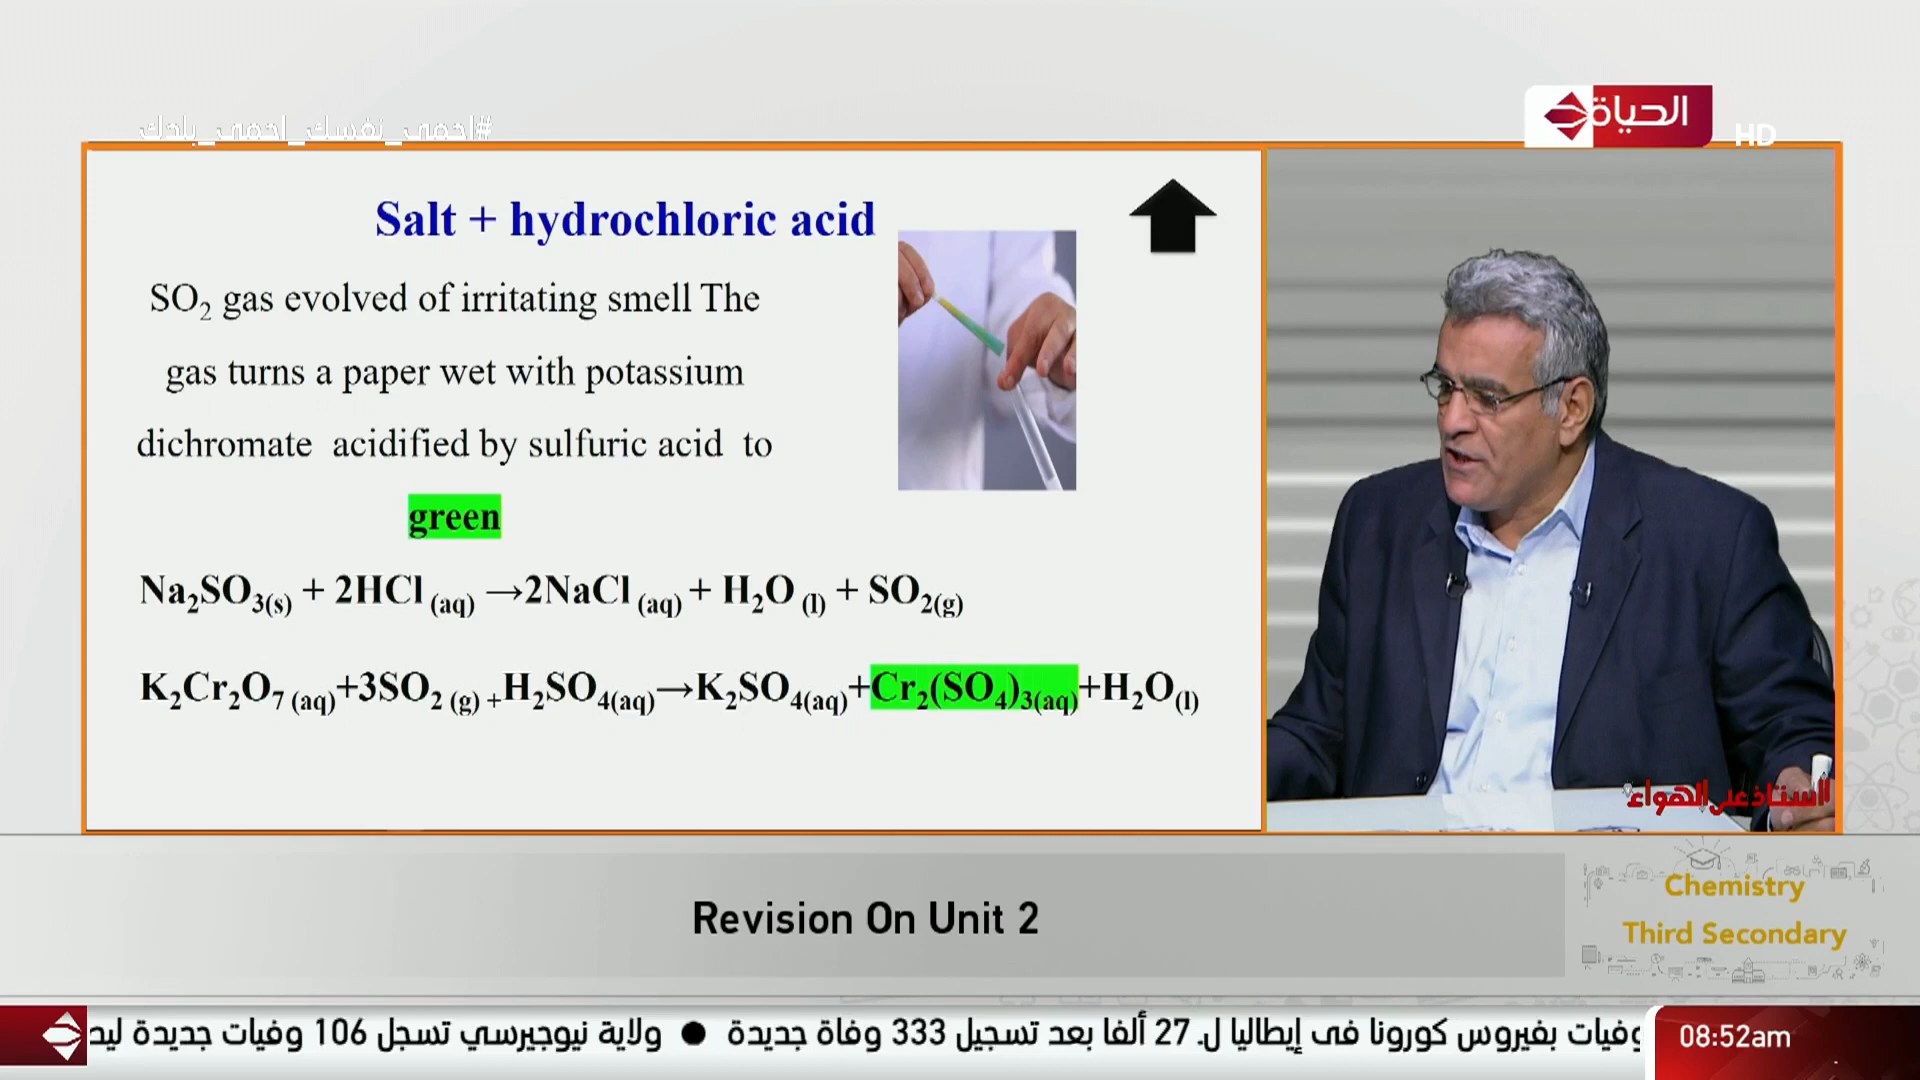 #احمي_نفسك_احمي_بلدك
الحياة
HD
Salt + hydrochloric acid
SO₂ gas evolved of irritating smell The
gas turns a paper wet with potassium
dichromate acidified by sulfuric acid to
green
Na₂SO₃(s) + 2HCl (aq) →2NaCl (aq) + H₂O (l) + SO₂(g)
K₂Cr₂O₇ (aq)+3SO₂ (g) +H₂SO₄(aq)→K₂SO₄(aq)+Cr₂(SO₄)₃(aq)+H₂O(l)
أستاذ على الهواء
Revision On Unit 2
Chemistry
Third Secondary
وفيات بفيروس كورونا فى إيطاليا ل. 27 ألفا بعد تسجيل 333 وفاة جديدة ● ولاية نيوجيرسي تسجل 106 وفيات جديدة
08:52am